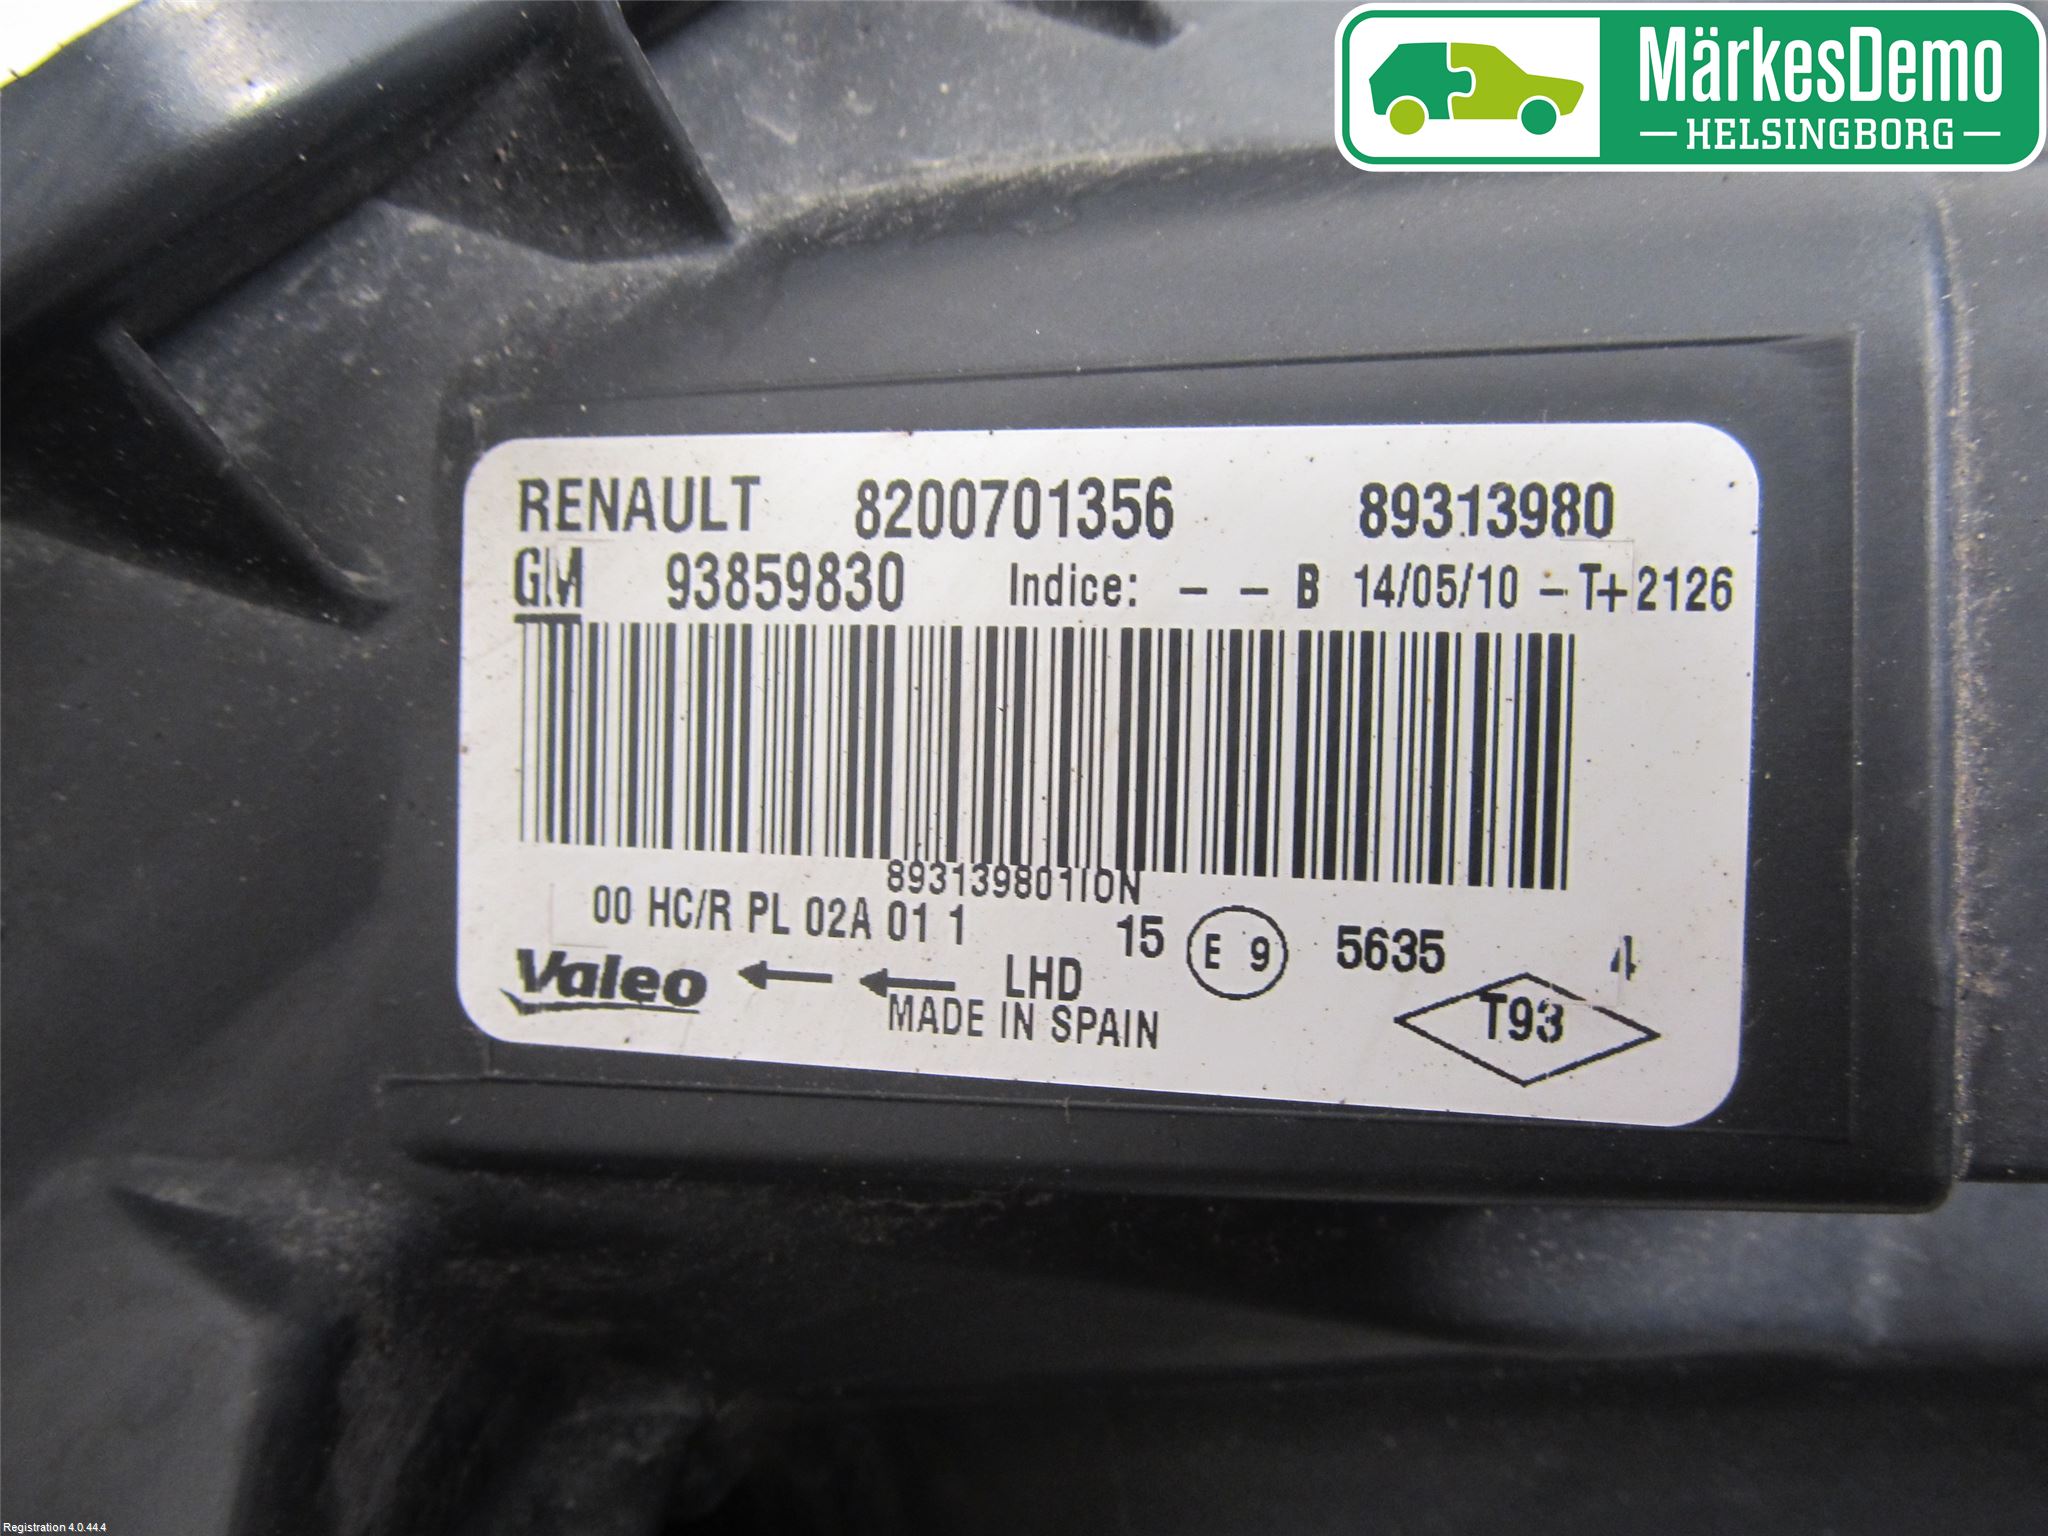 MärkesDemo
HELSINGBORG
RENAULT 8200701356 89313980
GM 93859830 Indice: - - B 14/05/10 - T+2126
893139801IDN
00 HC/R PL 02A 01 1 15 E 9 5635 4
Valeo LHD T93
MADE IN SPAIN
Registration 4.0.44.4